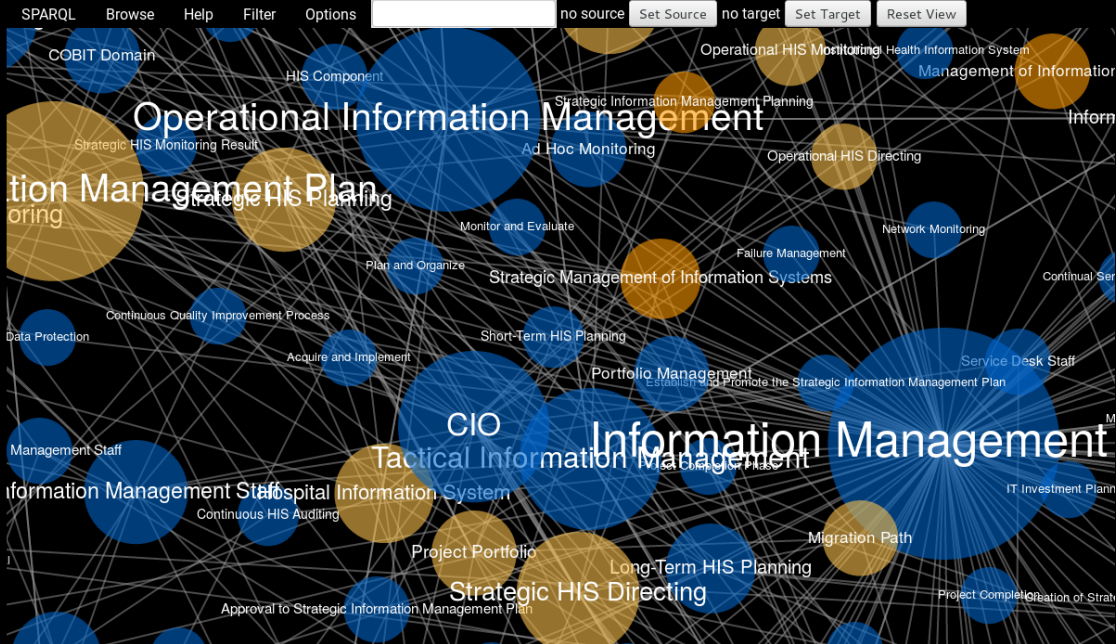 SPARQL Browse Help Filter Options no source Set Source no target Set Target Reset View
COBIT Domain
Operational HIS Monitoring
Health Information System
HIS Component
Management of Information
Strategic Information Management Planning
Operational Information Management
Inform
Strategic HIS Monitoring Result
Ad Hoc Monitoring
Operational HIS Directing
tion Management Plan
Strategic HIS Planning
oring
Monitor and Evaluate
Network Monitoring
Failure Management
Plan and Organize
Strategic Management of Information Systems
Continual Ser
Continuous Quality Improvement Process
Data Protection
Short-Term HIS Planning
Acquire and Implement
Service Desk Staff
Portfolio Management
Establish and Promote the Strategic Information Management Plan
CIO
Information Management
Management Staff
Tactical Information Management
Project Completion Phase
nformation Management Staff
Hospital Information System
IT Investment Plann
Continuous HIS Auditing
Migration Path
Project Portfolio
Long-Term HIS Planning
Strategic HIS Directing
Project Completion
Creation of Strate
Approval to Strategic Information Management Plan